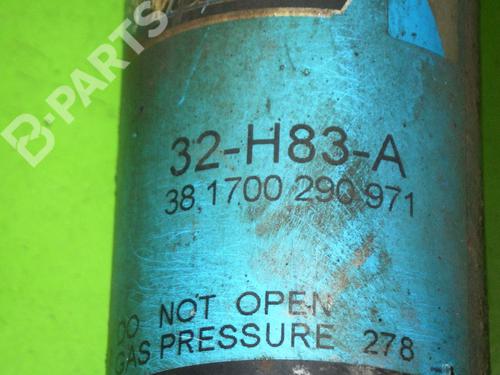 B-PARTS
32-H83-A
38.1700 290 971
DO NOT OPEN
GAS PRESSURE 278